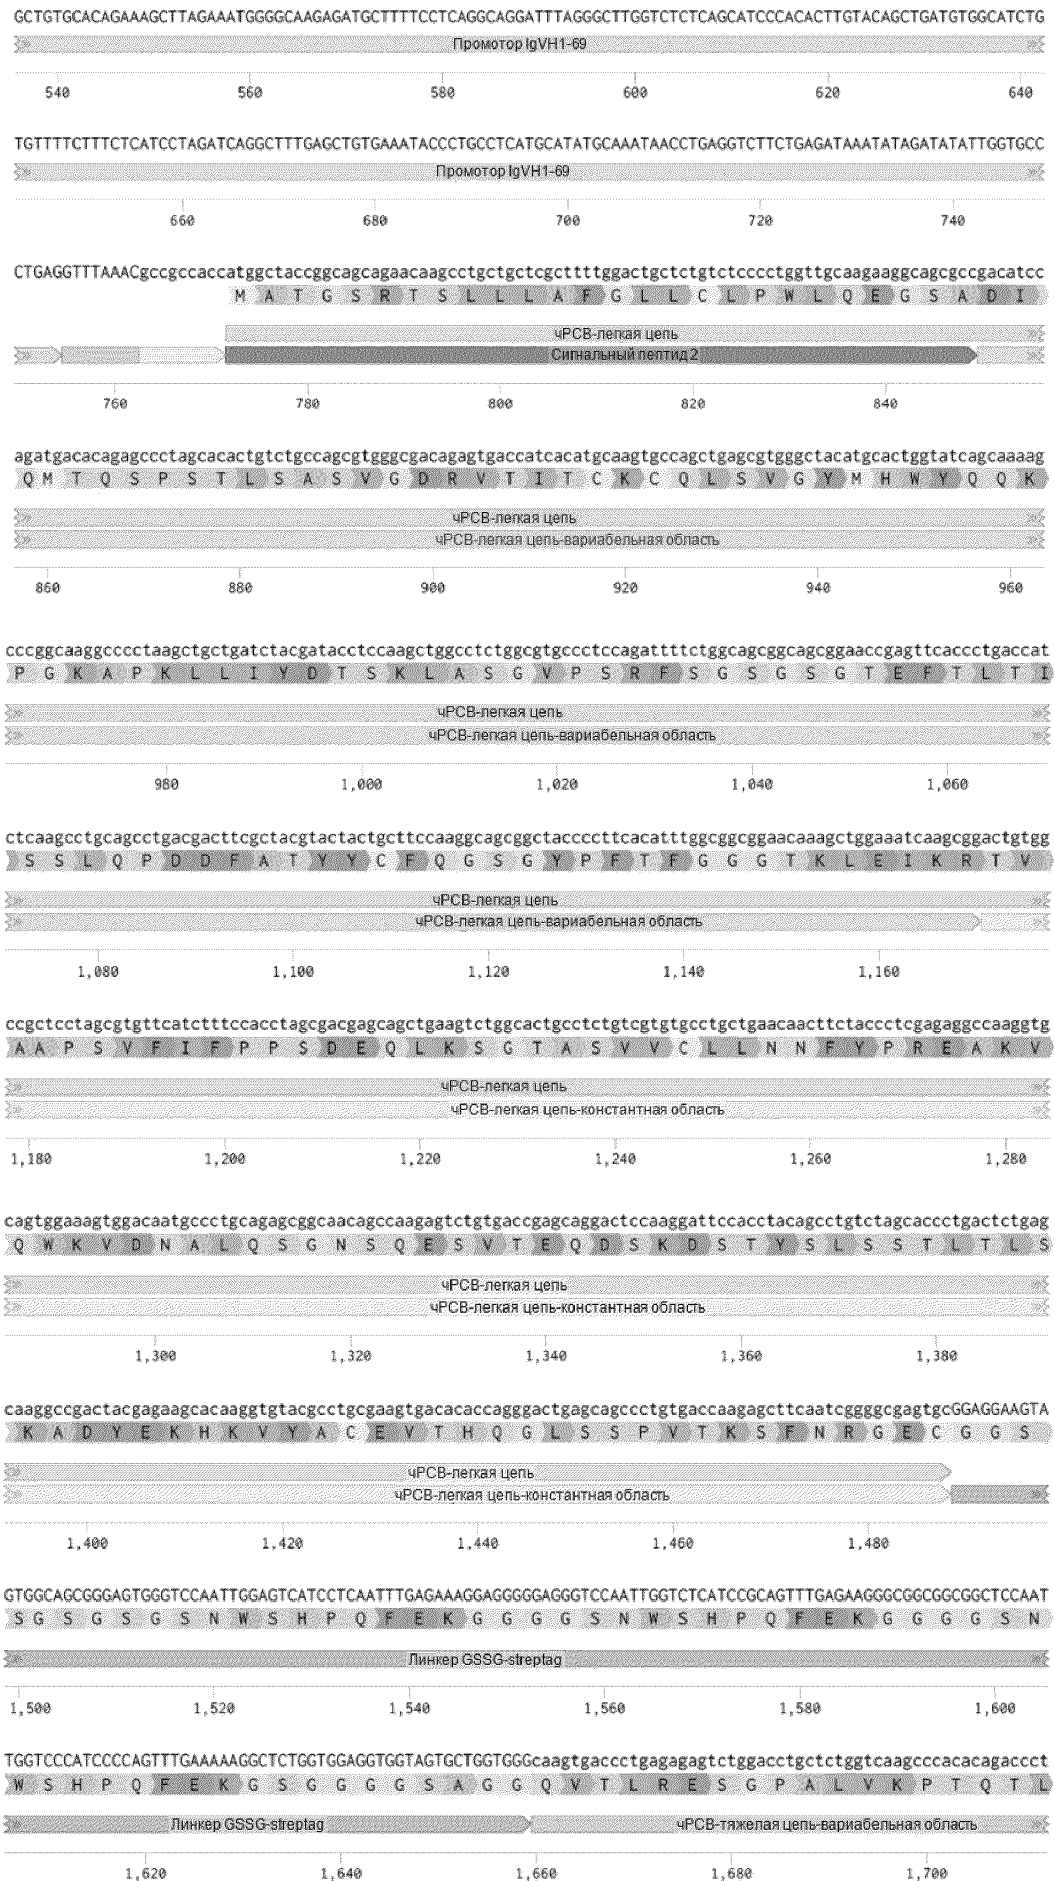 GCTGTGCACAGAAAGCTTAGAAATGGGGCAAGAGATGCTTTTCCTCAGGCAGGATTTAGGGCTTGGTCTCTCAGCATCCCACACTTGTACAGCTGATGTGGCATCTG
Промотор IgVH1-69
540 560 580 600 620 640
TGTTTTCTTTCTCATCCTAGATCAGGCTTTGAGCTGTGAAATACCCTGCCTCATGCATATGCAAATAACCTGAGGTCTTCTGAGATAAATATAGATATATTGGTGCC
Промотор IgVH1-69
660 680 700 720 740
CTGAGGTTTAAACgccgccaccatggctaccggcagcagaacaagcctgctgctcgcttttggactgctctgtctcccctggttgcaagaaggcagcgccgacatcc
M A T G S R T S L L L A F G L L C L P W L Q E G S A D I
чРСВ-легкая цепь
Сигнальный пептид 2
760 780 800 820 840
agatgacacagagccctagcacactgtctgccagcgtgggcgacagagtgaccatcacatgcaagtgccagctgagcgtgggctacatgcactggtatcagcaaaag
Q M T Q S P S T L S A S V G D R V T I T C K C Q L S V G Y M H W Y Q Q K
чРСВ-легкая цепь
чРСВ-легкая цепь-вариабельная область
860 880 900 920 940 960
cccggcaaggcccctaagctgctgatctacgatacctccaagctggcctctggcgtgccctccagattttctggcagcggcagcggaaccgagttcaccctgaccat
P G K A P K L L I Y D T S K L A S G V P S R F S G S G S G T E F T L T I
чРСВ-легкая цепь
чРСВ-легкая цепь-вариабельная область
980 1,000 1,020 1,040 1,060
ctcaagcctgcagcctgacgacttcgctacgtactactgcttccaaggcagcggctaccccttcacatttggcggcggaacaaagctggaaatcaagcggactgtgg
S S L Q P D D F A T Y Y C F Q G S G Y P F T F G G G T K L E I K R T V
чРСВ-легкая цепь
чРСВ-легкая цепь-вариабельная область
1,080 1,100 1,120 1,140 1,160
ccgctcctagcgtgttcatctttccacctagcgacgagcagctgaagtctggcactgcctctgtcgtgtgcctgctgaacaacttctaccctcgagaggccaaggtg
A A P S V F I F P P S D E Q L K S G T A S V V C L L N N F Y P R E A K V
чРСВ-легкая цепь
чРСВ-легкая цепь-константная область
1,180 1,200 1,220 1,240 1,260 1,280
cagtggaaagtggacaatgccctgcagagcggcaacagccaagagtctgtgaccgagcaggactccaaggattccacctacagcctgtctagcaccctgactctgag
Q W K V D N A L Q S G N S Q E S V T E Q D S K D S T Y S L S S T L T L S
чРСВ-легкая цепь
чРСВ-легкая цепь-константная область
1,300 1,320 1,340 1,360 1,380
caaggccgactacgagaagcacaaggtgtacgcctgcgaagtgacacaccagggactgagcagccctgtgaccaagagcttcaatcggggcgagtgcGGAGGAAGTA
K A D Y E K H K V Y A C E V T H Q G L S S P V T K S F N R G E C G G S
чРСВ-легкая цепь
чРСВ-легкая цепь-константная область
1,400 1,420 1,440 1,460 1,480
GTGGCAGCGGGAGTGGGTCCAATTGGAGTCATCCTCAATTTGAGAAAGGAGGGGGAGGGTCCAATTGGTCTCATCCGCAGTTTGAGAAGGGCGGCGGCGGCTCCAAT
S G S G S G S N W S H P Q F E K G G G G S N W S H P Q F E K G G G G S N
Линкер GSSG-streptag
1,500 1,520 1,540 1,560 1,580 1,600
TGGTCCCATCCCCAGTTTGAAAAAGGCTCTGGTGGAGGTGGTAGTGCTGGTGGGcaagtgaccctgagagagtctggacctgctctggtcaagcccacacagaccct
W S H P Q F E K G S G G G G S A G G Q V T L R E S G P A L V K P T Q T L
Линкер GSSG-streptag чРСВ-тяжелая цепь-вариабельная область
1,620 1,640 1,660 1,680 1,700